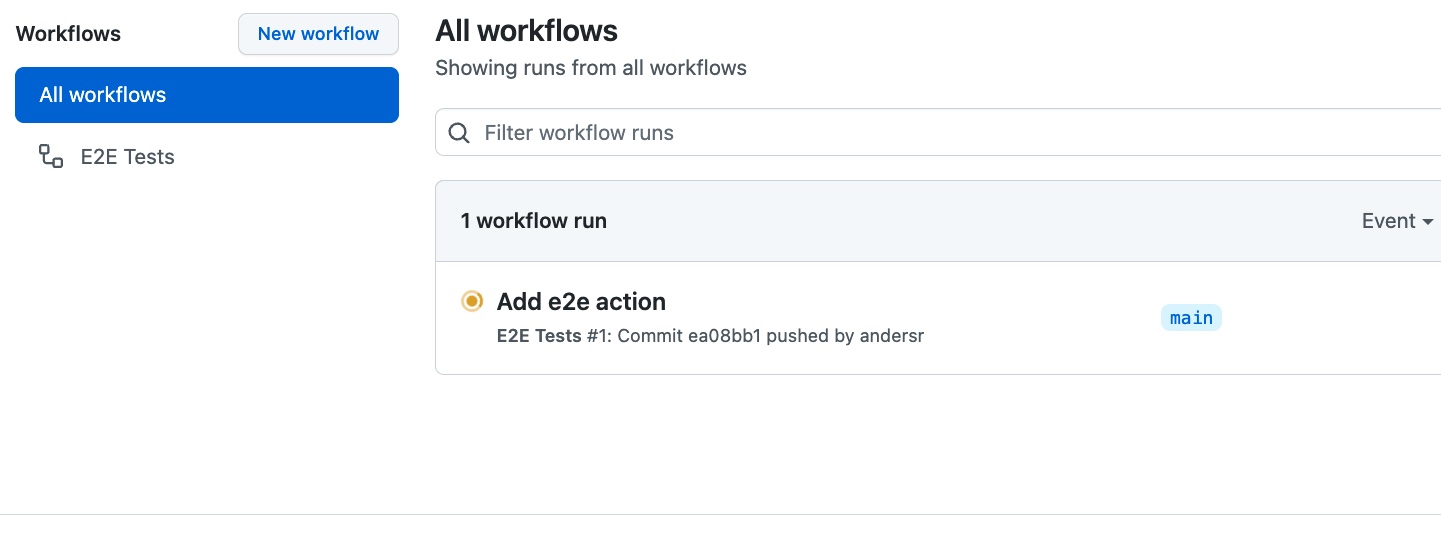 Workflows
New workflow
All workflows
E2E Tests
All workflows
Showing runs from all workflows
Filter workflow runs
1 workflow run
Event
Add e2e action
E2E Tests #1: Commit ea08bb1 pushed by andersr
main